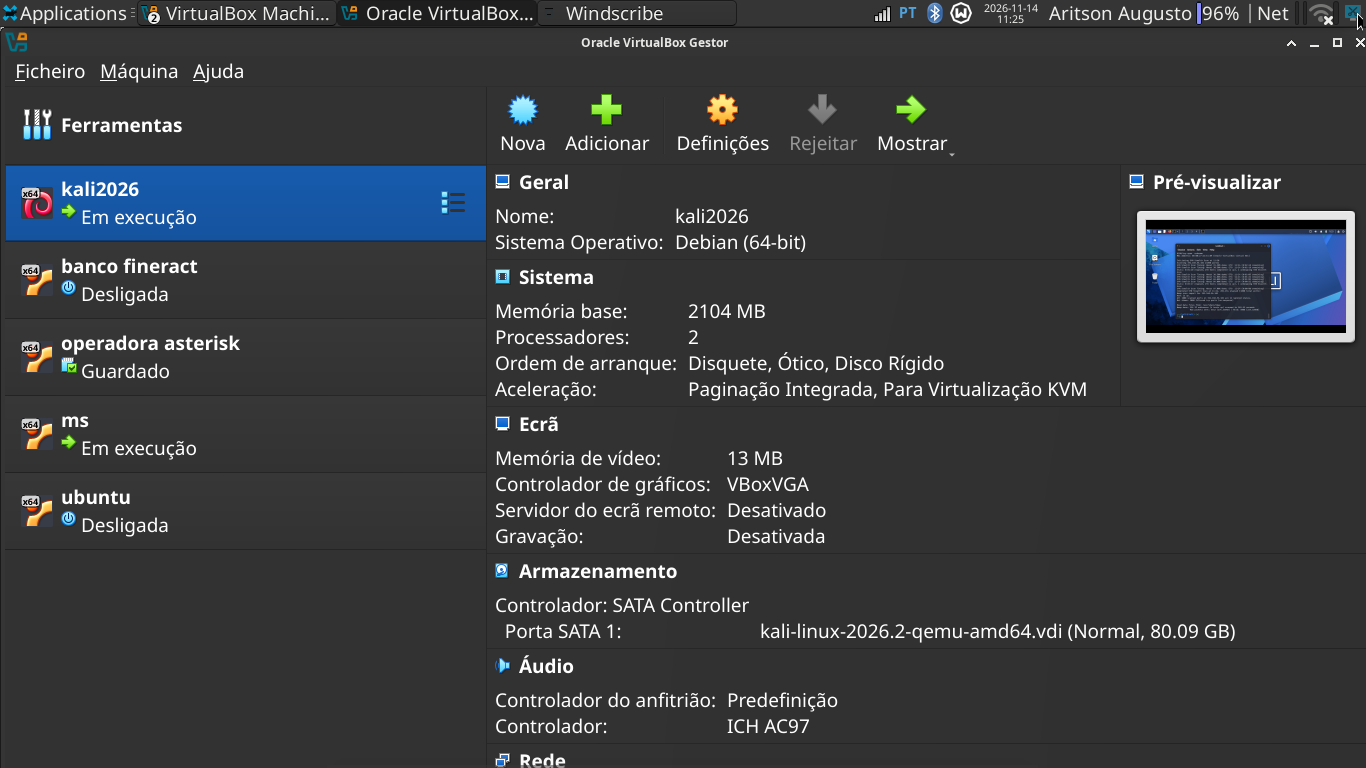 Applications
2
VirtualBox Machi...
Oracle VirtualBox...
Windscribe
PT
2026-11-14
11:25
Aritson Augusto
96%
Net
Oracle VirtualBox Gestor
Ficheiro Máquina Ajuda
Ferramentas
Nova Adicionar Definições Rejeitar Mostrar
x64
kali2026
Em execução
x64
banco fineract
Desligada
x64
operadora asterisk
Guardado
x64
ms
Em execução
x64
ubuntu
Desligada
Geral
Nome: kali2026
Sistema Operativo: Debian (64-bit)
Sistema
Memória base: 2104 MB
Processadores: 2
Ordem de arranque: Disquete, Ótico, Disco Rígido
Aceleração: Paginação Integrada, Para Virtualização KVM
Pré-visualizar
Ecrã
Memória de vídeo: 13 MB
Controlador de gráficos: VBoxVGA
Servidor do ecrã remoto: Desativado
Gravação: Desativada
Armazenamento
Controlador: SATA Controller
Porta SATA 1: kali-linux-2026.2-qemu-amd64.vdi (Normal, 80.09 GB)
Áudio
Controlador do anfitrião: Predefinição
Controlador: ICH AC97
Rede